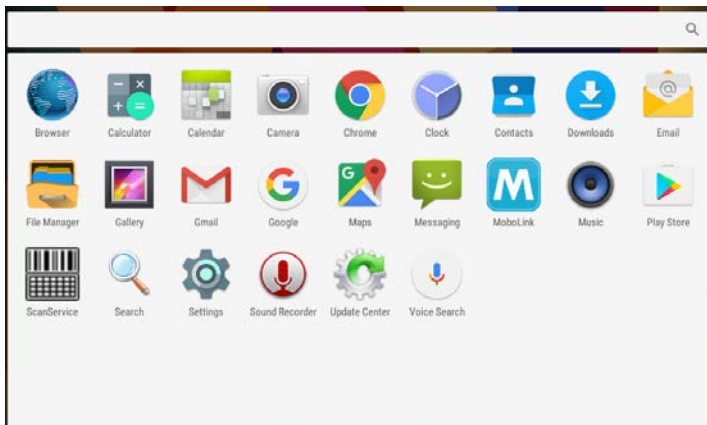 Browser Calculator Calendar Camera Chrome Clock Contacts Downloads Email
File Manager Gallery Gmail Google Maps Messaging MoboLink Music Play Store
ScanService Search Settings Sound Recorder Update Center Voice Search